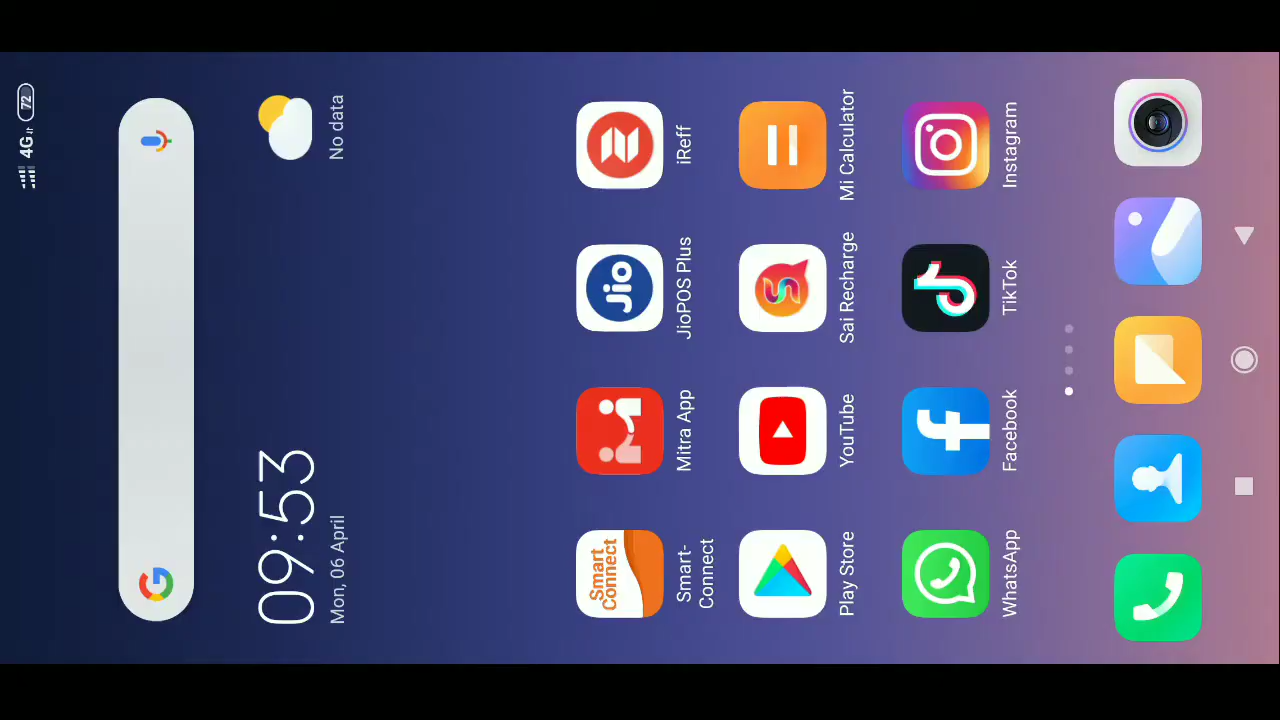 4G 72
09:53
Mon, 06 April
No data
Smart Connect
Jio
Smart-
Connect
Mitra App
JioPOS Plus
iReff
Play Store
YouTube
Sai Recharge
Mi Calculator
WhatsApp
Facebook
TikTok
Instagram